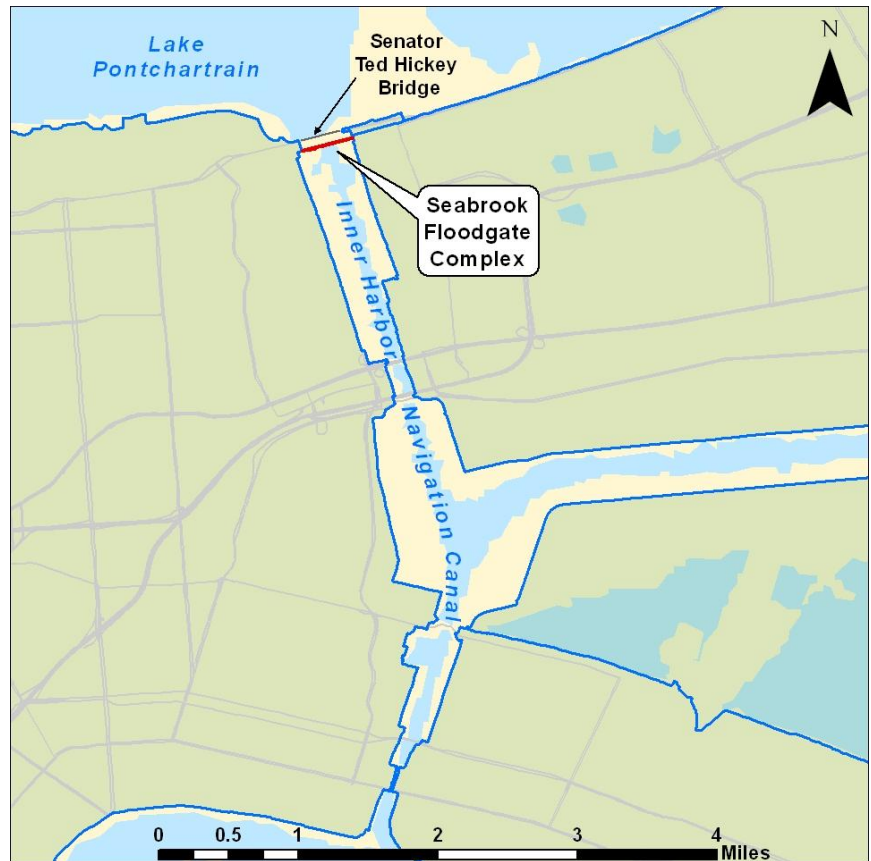 Lake
Pontchartrain
Senator
Ted Hickey
Bridge
N
Seabrook
Floodgate
Complex
Inner Harbor
Navigation Canal
0 0.5 1 2 3 4
Miles